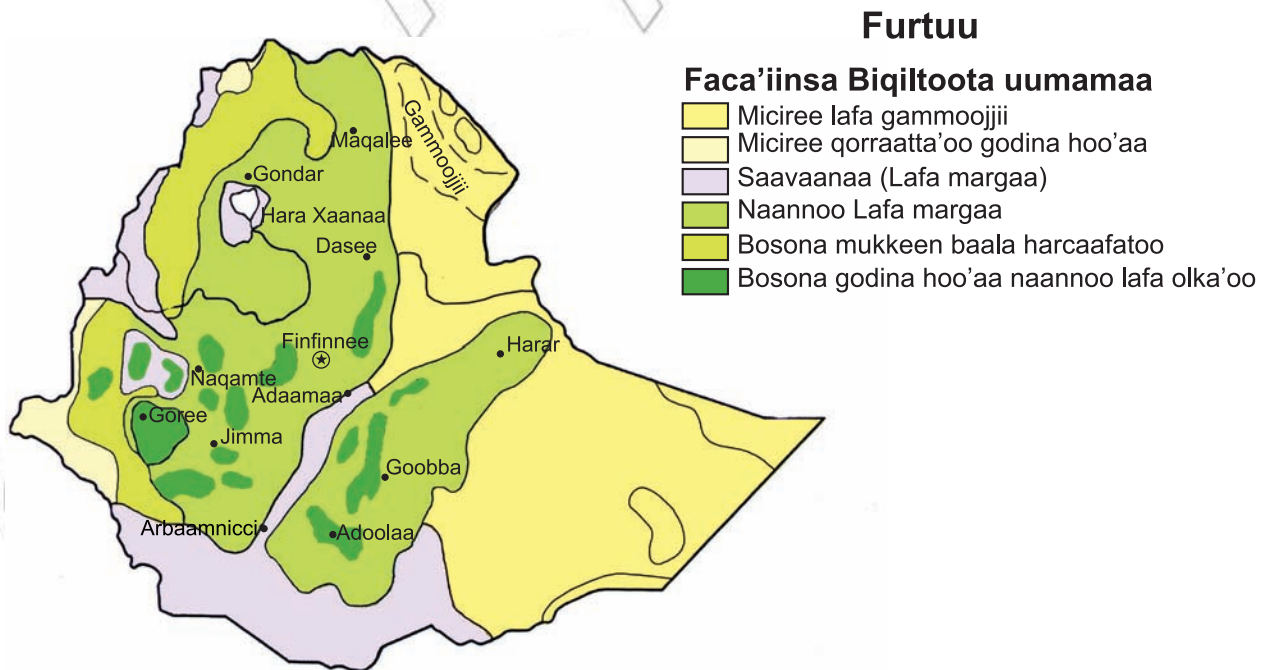 Furtuu
Faca'iinsa Biqiltoota uumamaa
Miciree lafa gammoojjii
Miciree qorraatta'oo godina hoo'aa
Saavaanaa (Lafa margaa)
Naannoo Lafa margaa
Bosona mukkeen baala harcaafatoo
Bosona godina hoo'aa naannoo lafa olka'oo
Gammoojjii
Maqalee
Gondar
Hara Xaanaa
Dasee
Finfinnee
Harar
Naqamte
Adaamaa
Goree
Jimma
Goobba
Arbaamnicci
Adoolaa